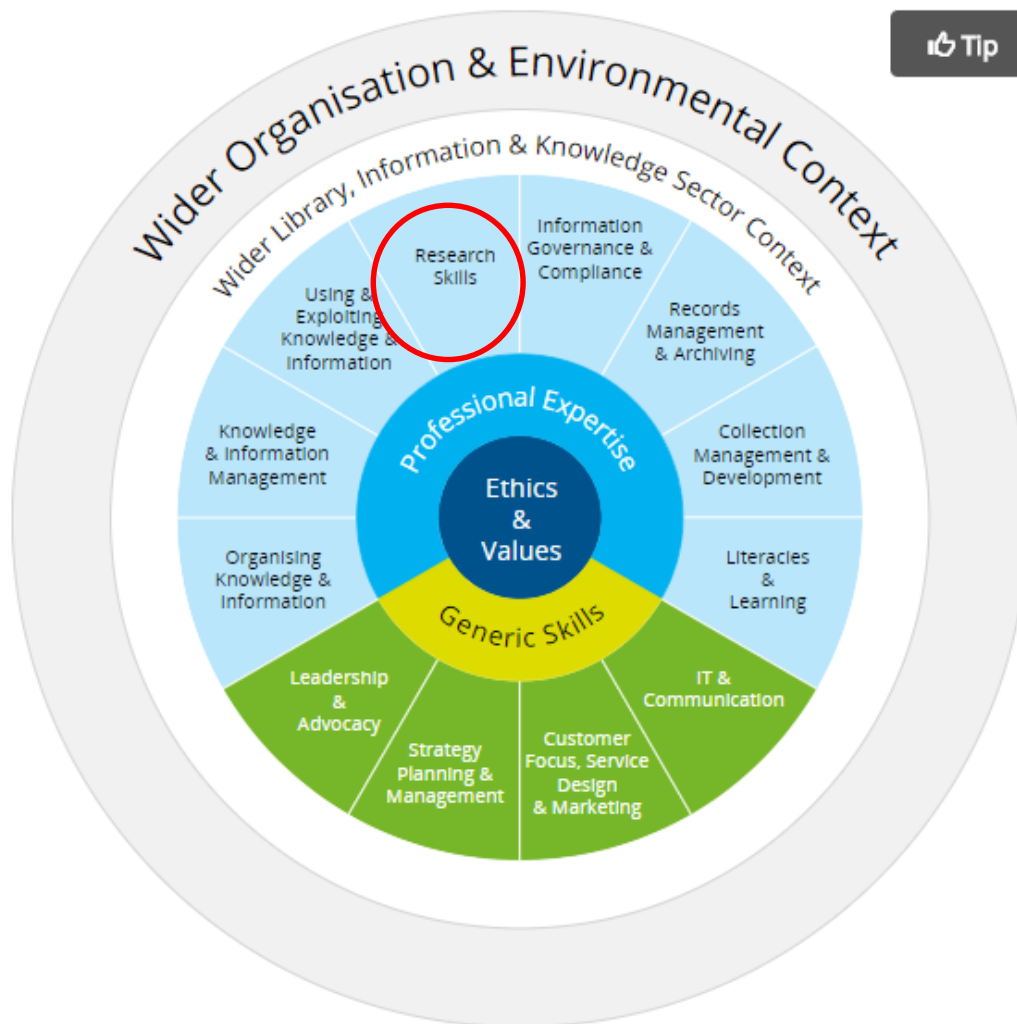 Tip
Wider Organisation & Environmental Context
Wider Library, Information & Knowledge Sector Context
Research
Skills
Information
Governance &
Compliance
Using &
Exploiting
Knowledge &
Information
Records
Management
& Archiving
Knowledge
& Information
Management
Collection
Management &
Development
Organising
Knowledge &
Information
Literacies
&
Learning
Professional Expertise
Ethics
&
Values
Generic Skills
Leadership
&
Advocacy
Strategy
Planning &
Management
Customer
Focus, Service
Design
& Marketing
IT &
Communication